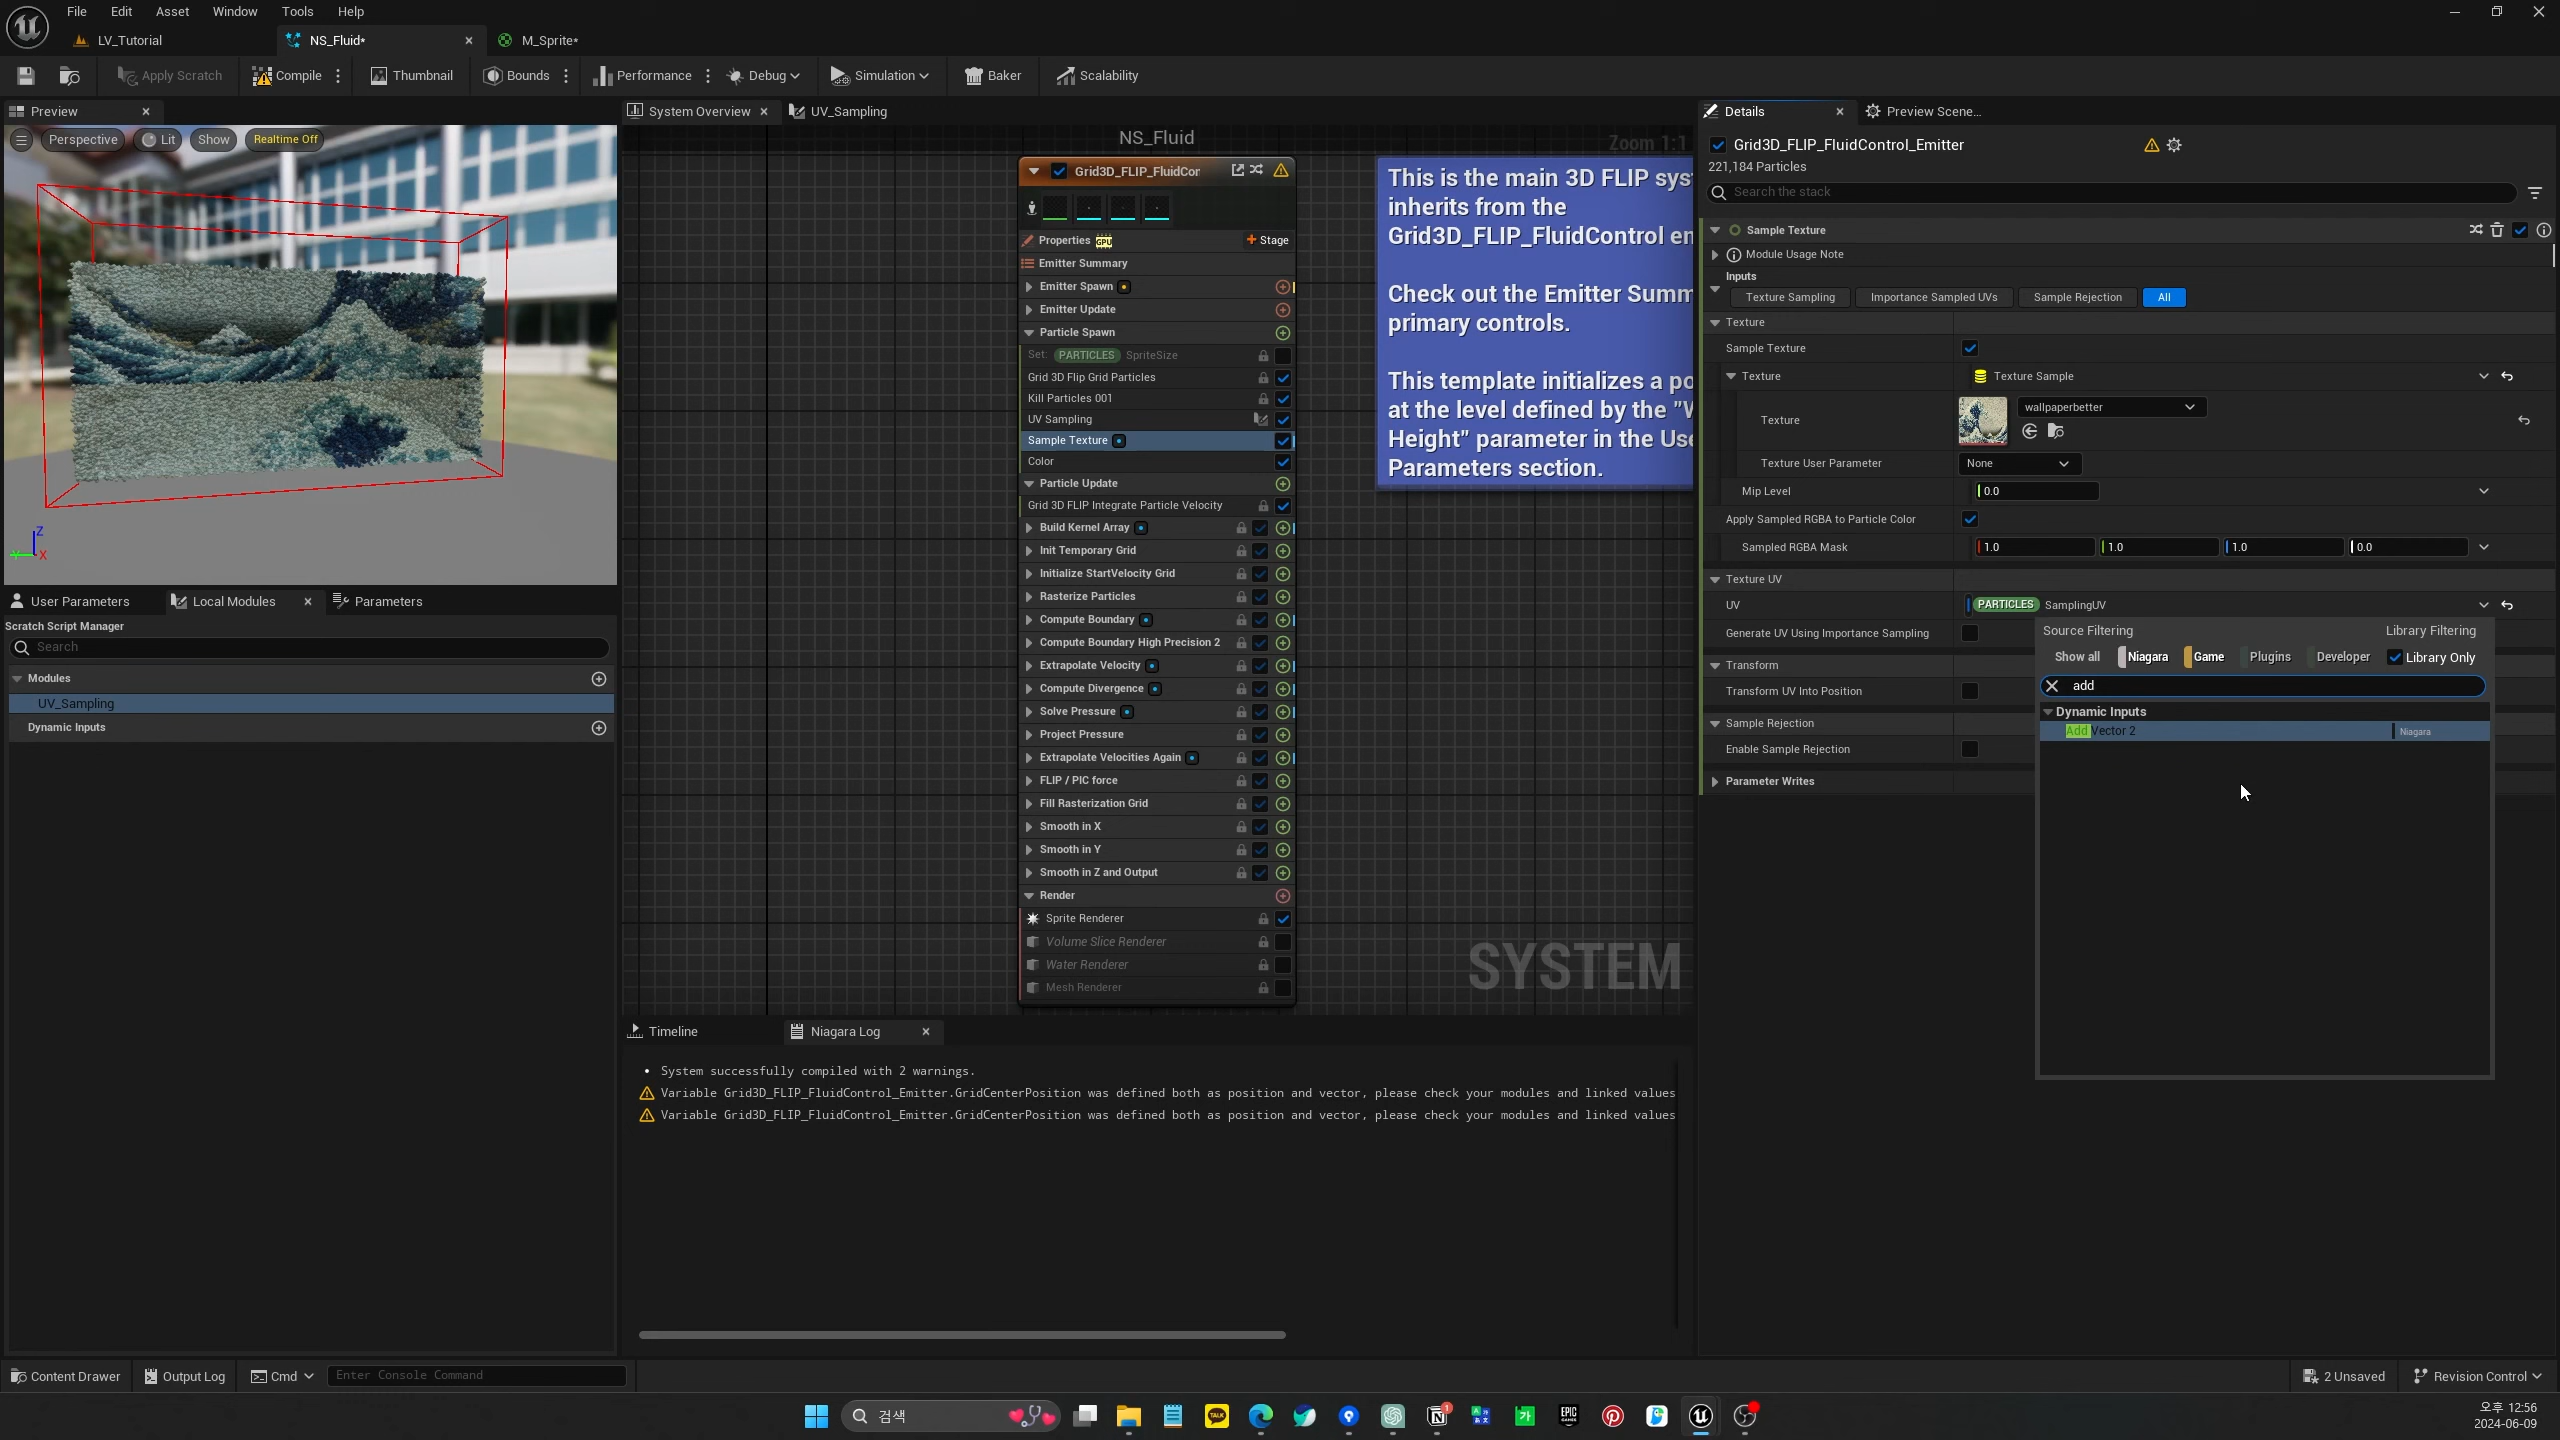 File Edit Asset Window Tools Help
LV_Tutorial NS_Fluid* M_Sprite*
Apply Scratch Compile Thumbnail Bounds Performance Debug Simulation Baker Scalability
Preview
Perspective Lit Show Realtime Off
Z
X
User Parameters Local Modules Parameters
Scratch Script Manager
Search
Modules
UV_Sampling
Dynamic Inputs
System Overview UV_Sampling
NS_Fluid
Zoom 1:1
Grid3D_FLIP_FluidCor
Properties GPU Stage
Emitter Summary
Emitter Spawn
Emitter Update
Particle Spawn
Set: PARTICLES SpriteSize
Grid 3D Flip Grid Particles
Kill Particles 001
UV Sampling
Sample Texture
Color
Particle Update
Grid 3D FLIP Integrate Particle Velocity
Build Kernel Array
Init Temporary Grid
Initialize StartVelocity Grid
Rasterize Particles
Compute Boundary
Compute Boundary High Precision 2
Extrapolate Velocity
Compute Divergence
Solve Pressure
Project Pressure
Extrapolate Velocities Again
FLIP / PIC force
Fill Rasterization Grid
Smooth in X
Smooth in Y
Smooth in Z and Output
Render
Sprite Renderer
Volume Slice Renderer
Water Renderer
Mesh Renderer
This is the main 3D FLIP sys
inherits from the
Grid3D_FLIP_FluidControl en
Check out the Emitter Summ
primary controls.
This template initializes a po
at the level defined by the "W
Height" parameter in the Use
Parameters section.
SYSTEM
Timeline Niagara Log
• System successfully compiled with 2 warnings.
Variable Grid3D_FLIP_FluidControl_Emitter.GridCenterPosition was defined both as position and vector, please check your modules and linked values
Variable Grid3D_FLIP_FluidControl_Emitter.GridCenterPosition was defined both as position and vector, please check your modules and linked values
Details Preview Scene...
Grid3D_FLIP_FluidControl_Emitter
221,184 Particles
Search the stack
Sample Texture
Module Usage Note
Inputs
Texture Sampling Importance Sampled UVs Sample Rejection All
Texture
Sample Texture
Texture Texture Sample
Texture wallpaperbetter
Texture User Parameter None
Mip Level 0.0
Apply Sampled RGBA to Particle Color
Sampled RGBA Mask 1.0 1.0 1.0 0.0
Texture UV
UV PARTICLES SamplingUV
Generate UV Using Importance Sampling
Transform
Transform UV Into Position
Sample Rejection
Enable Sample Rejection
Parameter Writes
Source Filtering Library Filtering
Show all Niagara Game Plugins Developer Library Only
add
Dynamic Inputs
Add Vector 2 Niagara
Content Drawer Output Log Cmd Enter Console Command 2 Unsaved Revision Control
검색
TALK
가
EPIC GAMES
오후 12:56
2024-06-09